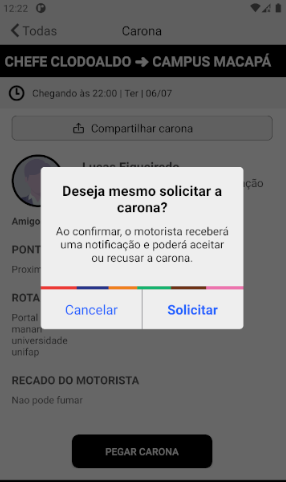 12:22
Todas
Carona
CHEFE CLODOALDO ➔ CAMPUS MACAPÁ
Chegando às 22:00 | Ter | 06/07
Compartilhar carona
Lucas Figueiredo
Deseja mesmo solicitar a
carona?
Ao confirmar, o motorista receberá
uma notificação e poderá aceitar
ou recusar a carona.
Cancelar
Solicitar
Amigo
PONT
Proxim
ROTA
Portal
marian
universidade
unifap
RECADO DO MOTORISTA
Nao pode fumar
PEGAR CARONA